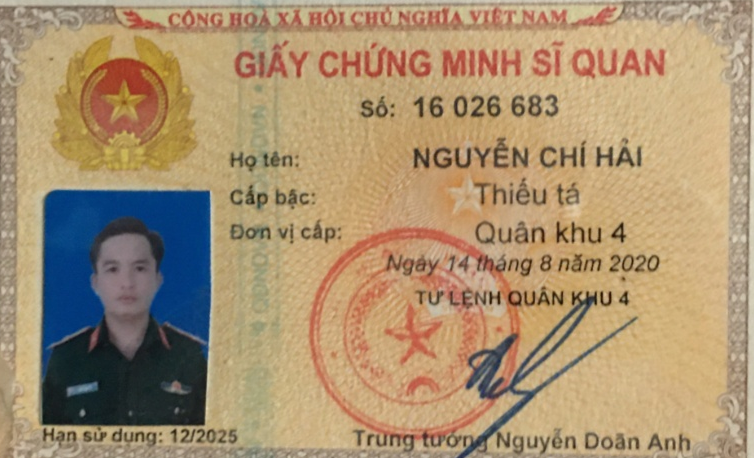 CỘNG HOÀ XÃ HỘI CHỦ NGHĨA VIỆT NAM
GIẤY CHỨNG MINH SĨ QUAN
Số: 16 026 683
Họ tên: NGUYỄN CHÍ HẢI
Cấp bậc: Thiếu tá
Đơn vị cấp: Quân khu 4
Ngày 14 tháng 8 năm 2020
TƯ LỆNH QUÂN KHU 4
Hạn sử dụng: 12/2025
Trung tướng Nguyễn Doãn Anh